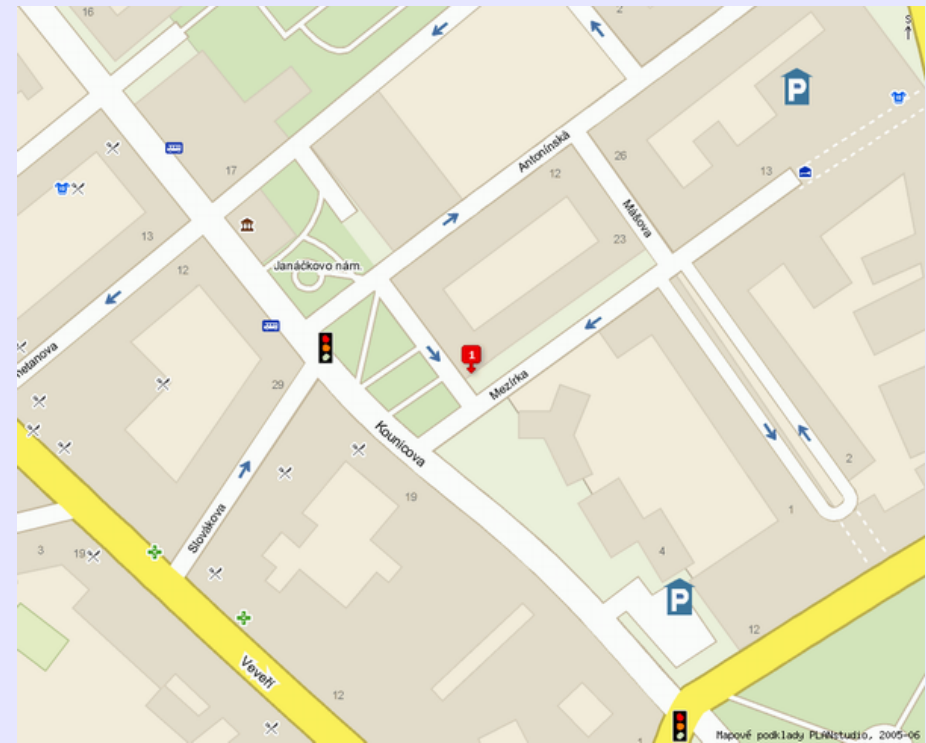 16
2
S
P
17
Antonínská
26
12
13
13
Mášova
23
Janáčkovo nám.
12
1
Mezírka
29
Kounicova
2
19
1
Slovákova
3
19
4
P
12
Veveří
12
1
Mapové podklady PLANstudio, 2005-06